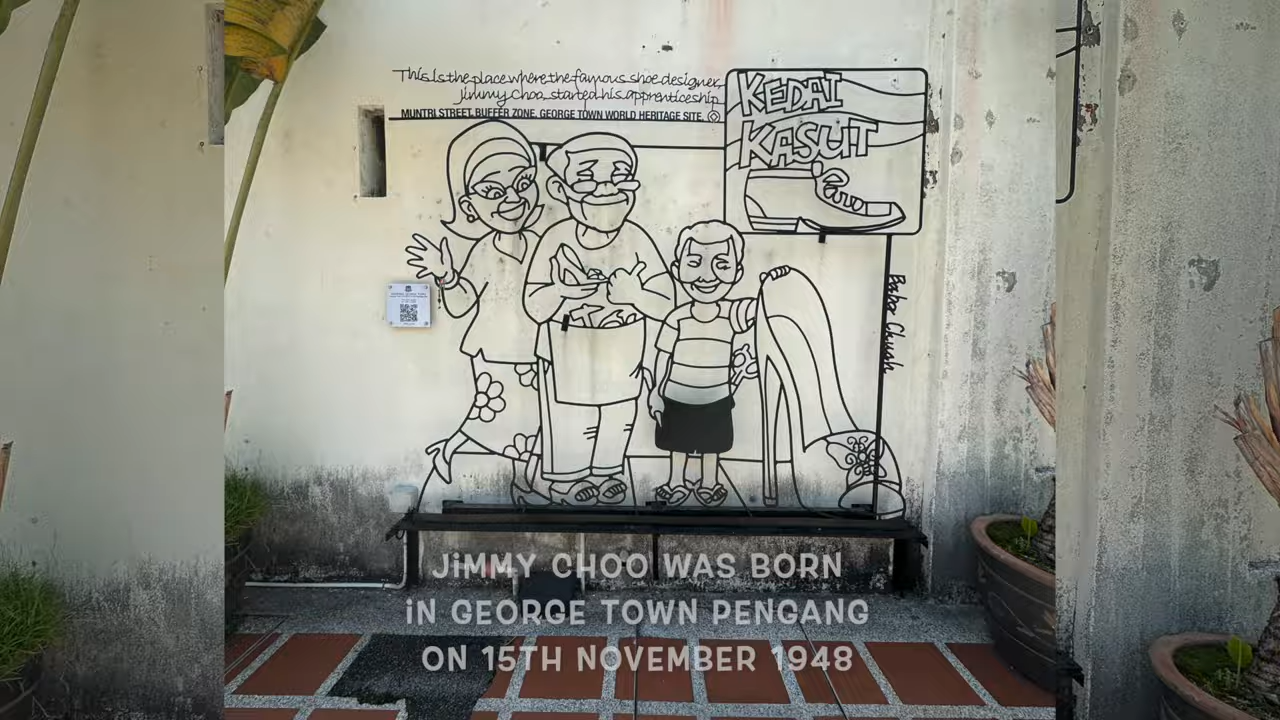 This is the place where the famous shoe designer,
Jimmy Choo started his apprenticeship
MUNTRI STREET, BUFFER ZONE, GEORGE TOWN WORLD HERITAGE SITE.
KEDAI
KASUT
Baba Chuah
JiMMY CHOO WAS BORN
iN GEORGE TOWN PENGANG
ON 15TH NOVEMBER 1948